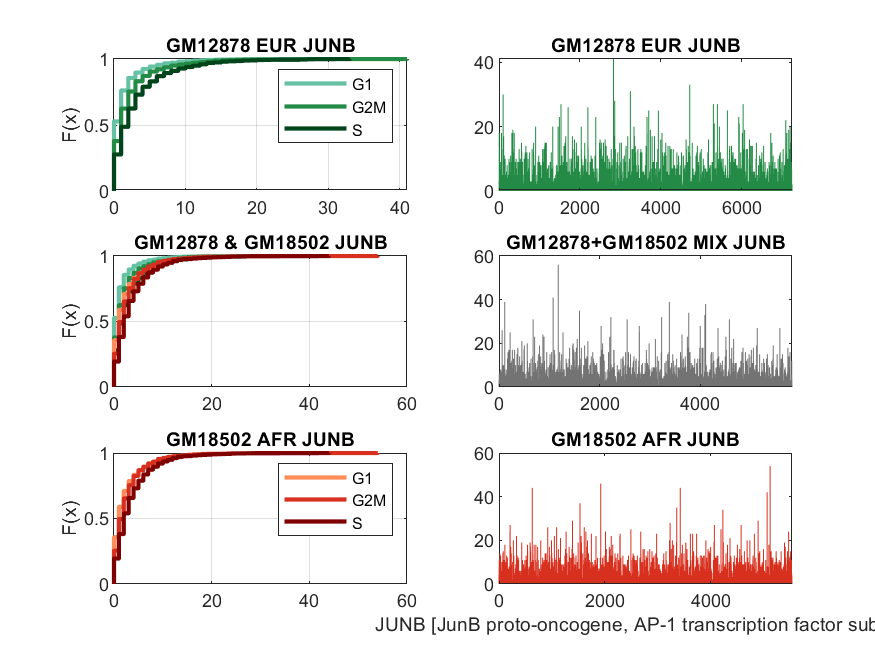 GM12878 EUR JUNB
F(x)
1
0.5
0
0 10 20 30 40
G1
G2M
S
GM12878 EUR JUNB
40
20
0
0 2000 4000 6000
GM12878 & GM18502 JUNB
F(x)
1
0.5
0
0 20 40 60
GM12878+GM18502 MIX JUNB
60
40
20
0
0 2000 4000
GM18502 AFR JUNB
F(x)
1
0.5
0
0 20 40 60
G1
G2M
S
GM18502 AFR JUNB
60
40
20
0
0 2000 4000
JUNB [JunB proto-oncogene, AP-1 transcription factor sub